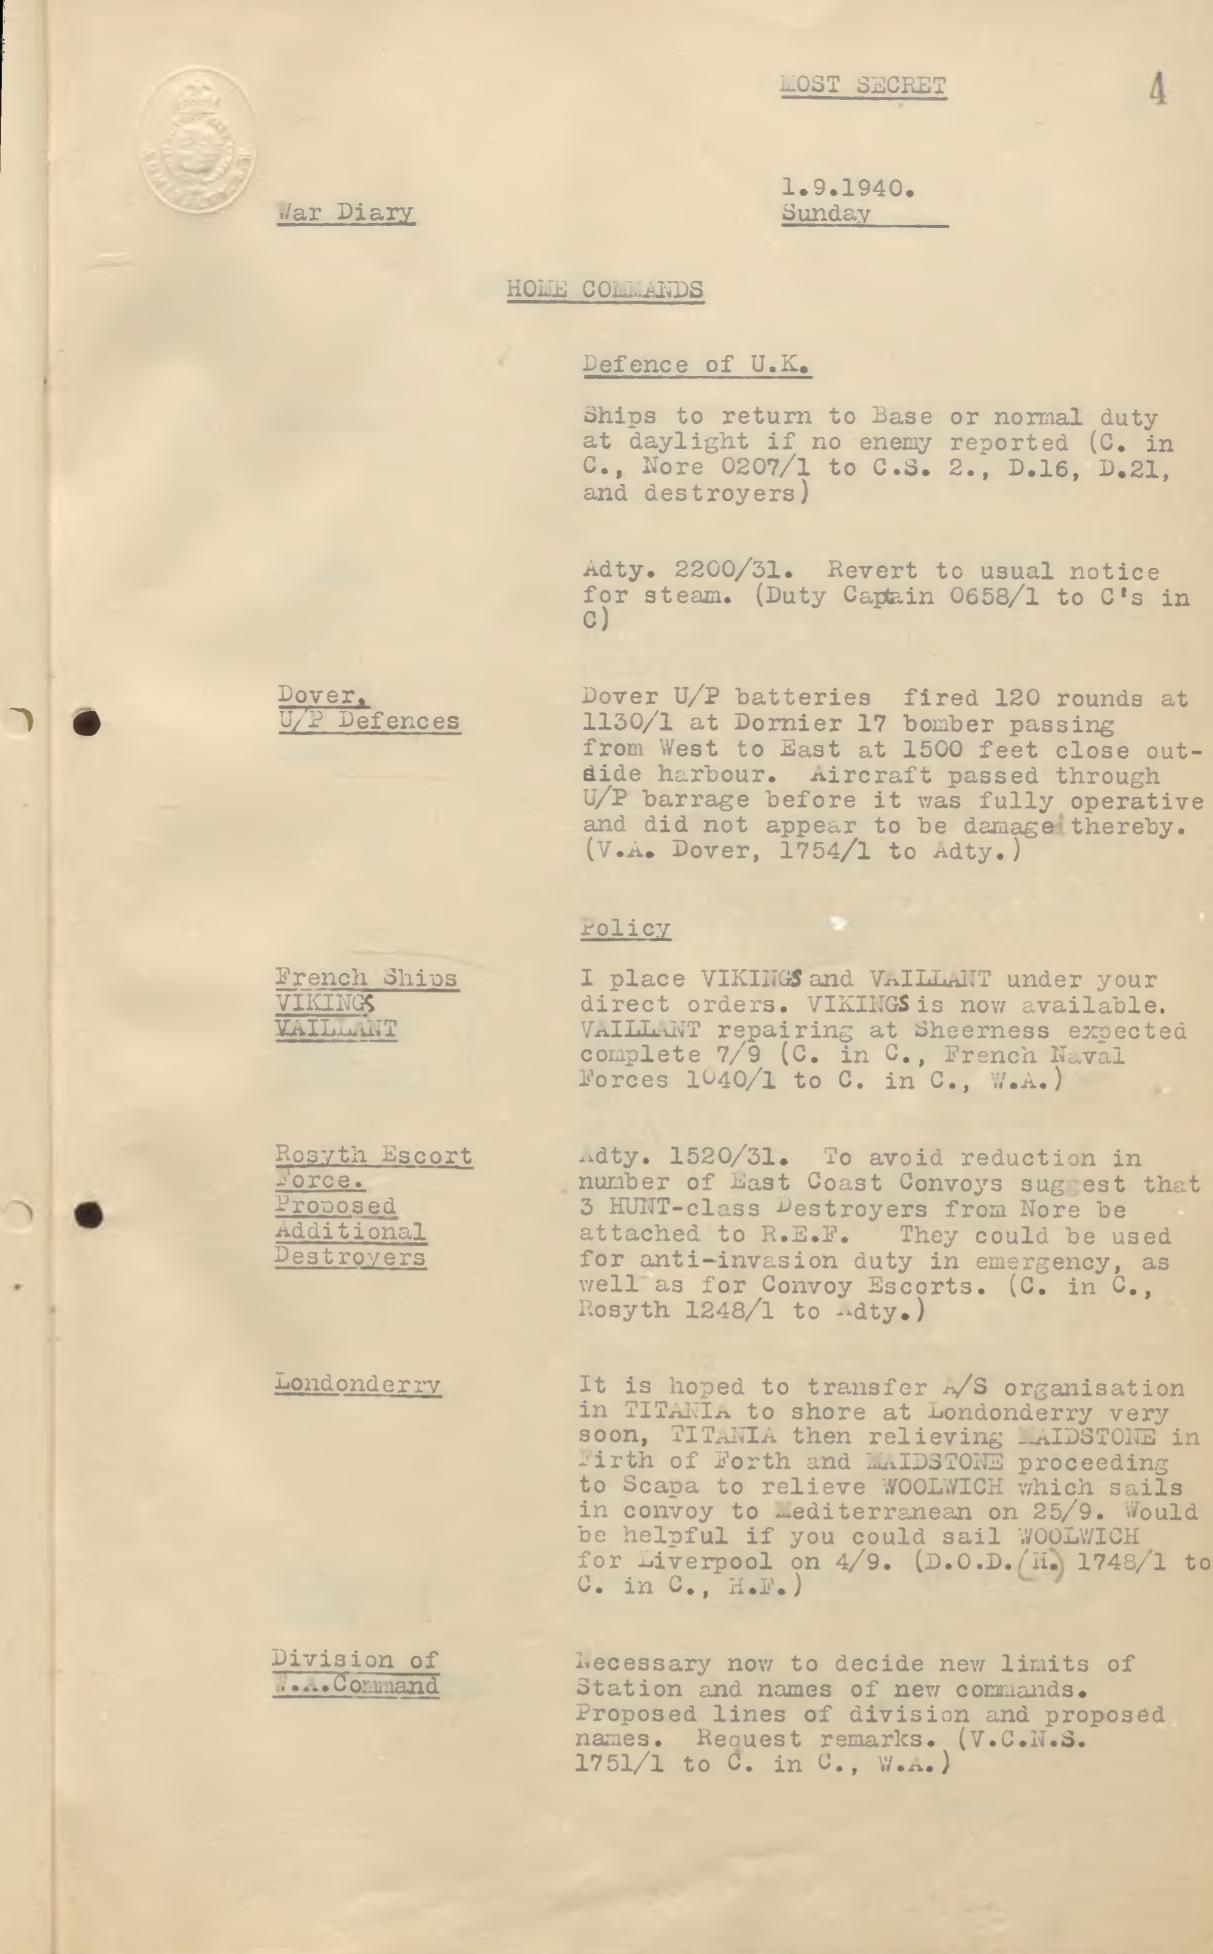 MOST SECRET
4
1.9.1940.
War Diary
Sunday
HOME COMMANDS
Defence of U.K.
Ships to return to Base or normal duty
at daylight if no enemy reported (C. in
C., Nore 0207/1 to C.S. 2., D.16, D.21,
and destroyers)
Adty. 2200/31. Revert to usual notice
for steam. (Duty Captain 0658/1 to C's in
C)
Dover,
U/P Defences
Dover U/P batteries fired 120 rounds at
1130/1 at Dornier 17 bomber passing
from West to East at 1500 feet close out-
side harbour. Aircraft passed through
U/P barrage before it was fully operative
and did not appear to be damage thereby.
(V.A. Dover, 1754/1 to Adty.)
Policy
French Ships
VIKINGS
VAILLANT
I place VIKINGS and VAILLANT under your
direct orders. VIKINGS is now available.
VAILLANT repairing at Sheerness expected
complete 7/9 (C. in C., French Naval
Forces 1040/1 to C. in C., W.A.)
Rosyth Escort
Force.
Proposed
Additional
Destroyers
Adty. 1520/31. To avoid reduction in
number of East Coast Convoys suggest that
3 HUNT-class Destroyers from Nore be
attached to R.E.F. They could be used
for anti-invasion duty in emergency, as
well as for Convoy Escorts. (C. in C.,
Rosyth 1248/1 to Adty.)
Londonderry
It is hoped to transfer A/S organisation
in TITANIA to shore at Londonderry very
soon, TITANIA then relieving MAIDSTONE in
Firth of Forth and MAIDSTONE proceeding
to Scapa to relieve WOOLWICH which sails
in convoy to Mediterranean on 25/9. Would
be helpful if you could sail WOOLWICH
for Liverpool on 4/9. (D.O.D.(H.) 1748/1 to
C. in C., H.F.)
Division of
W.A.Command
Necessary now to decide new limits of
Station and names of new commands.
Proposed lines of division and proposed
names. Request remarks. (V.C.N.S.
1751/1 to C. in C., W.A.)